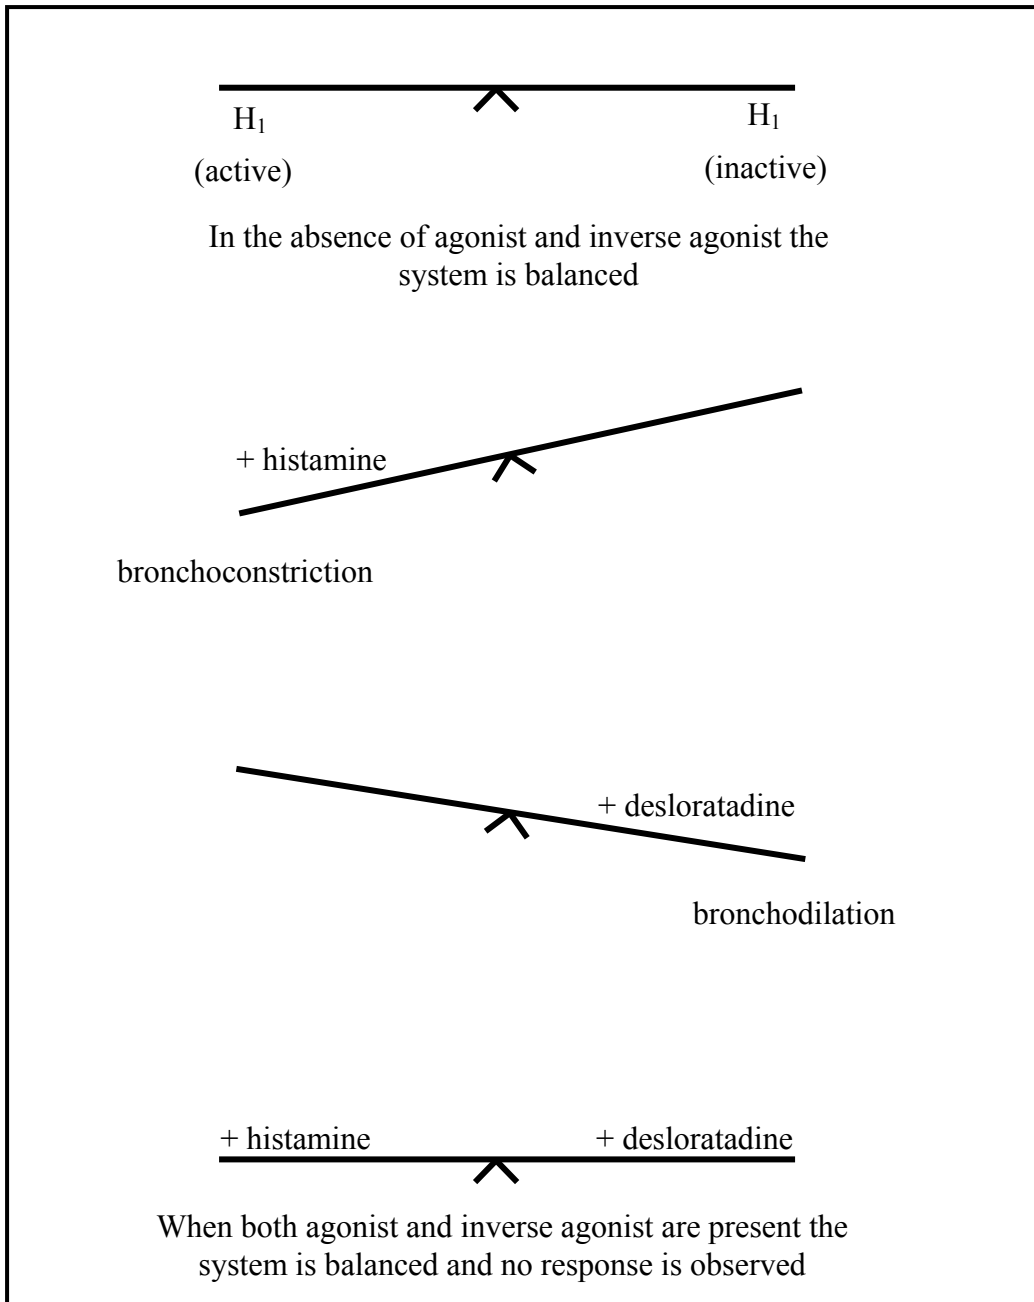 H₁ H₁
(active) (inactive)
In the absence of agonist and inverse agonist the
system is balanced
+ histamine
bronchoconstriction
+ desloratadine
bronchodilation
+ histamine + desloratadine
When both agonist and inverse agonist are present the
system is balanced and no response is observed